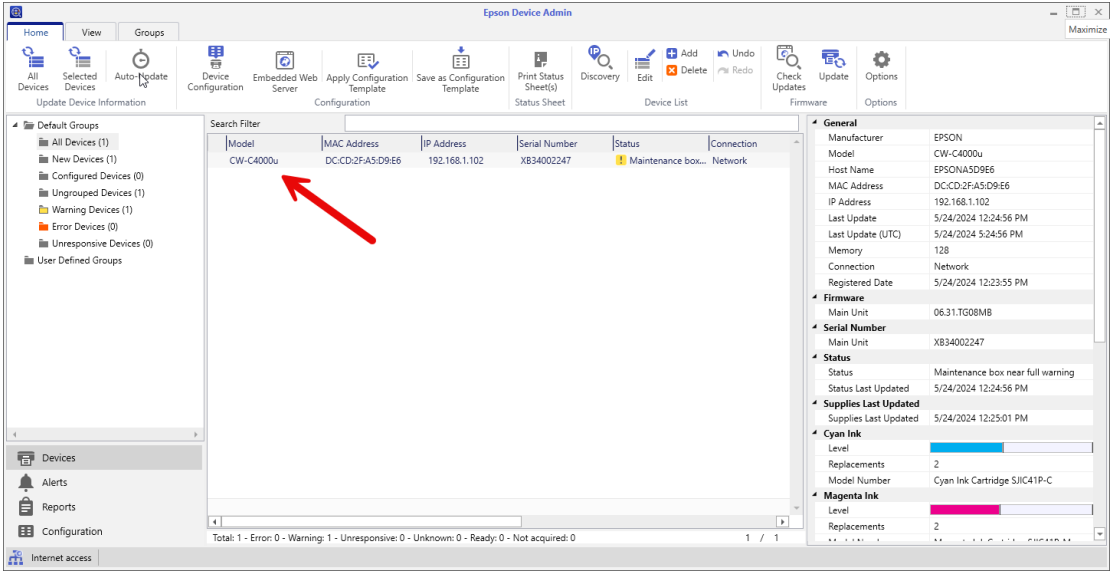 Epson Device Admin
Maximize
Home View Groups
All Devices
Selected Devices
Auto-Update
Update Device Information
Device Configuration
Embedded Web Server
Apply Configuration Template
Save as Configuration Template
Configuration
Print Status Sheet(s)
Status Sheet
IP
Discovery
Edit
Add
Delete
Undo
Redo
Device List
Check Updates
Update
Firmware
Options
Options
Default Groups
All Devices (1)
New Devices (1)
Configured Devices (0)
Ungrouped Devices (1)
Warning Devices (1)
Error Devices (0)
Unresponsive Devices (0)
User Defined Groups
Devices
Alerts
Reports
Configuration
Search Filter
Model MAC Address IP Address Serial Number Status Connection
CW-C4000u DC:CD:2F:A5:D9:E6 192.168.1.102 XB34002247 ! Maintenance box... Network
Total: 1 - Error: 0 - Warning: 1 - Unresponsive: 0 - Unknown: 0 - Ready: 0 - Not acquired: 0 1 / 1
General
Manufacturer EPSON
Model CW-C4000u
Host Name EPSONA5D9E6
MAC Address DC:CD:2F:A5:D9:E6
IP Address 192.168.1.102
Last Update 5/24/2024 12:24:56 PM
Last Update (UTC) 5/24/2024 5:24:56 PM
Memory 128
Connection Network
Registered Date 5/24/2024 12:23:55 PM
Firmware
Main Unit 06.31.TG08MB
Serial Number
Main Unit XB34002247
Status
Status Maintenance box near full warning
Status Last Updated 5/24/2024 12:24:56 PM
Supplies Last Updated
Supplies Last Updated 5/24/2024 12:25:01 PM
Cyan Ink
Level
Replacements 2
Model Number Cyan Ink Cartridge SJIC41P-C
Magenta Ink
Level
Replacements 2
Internet access